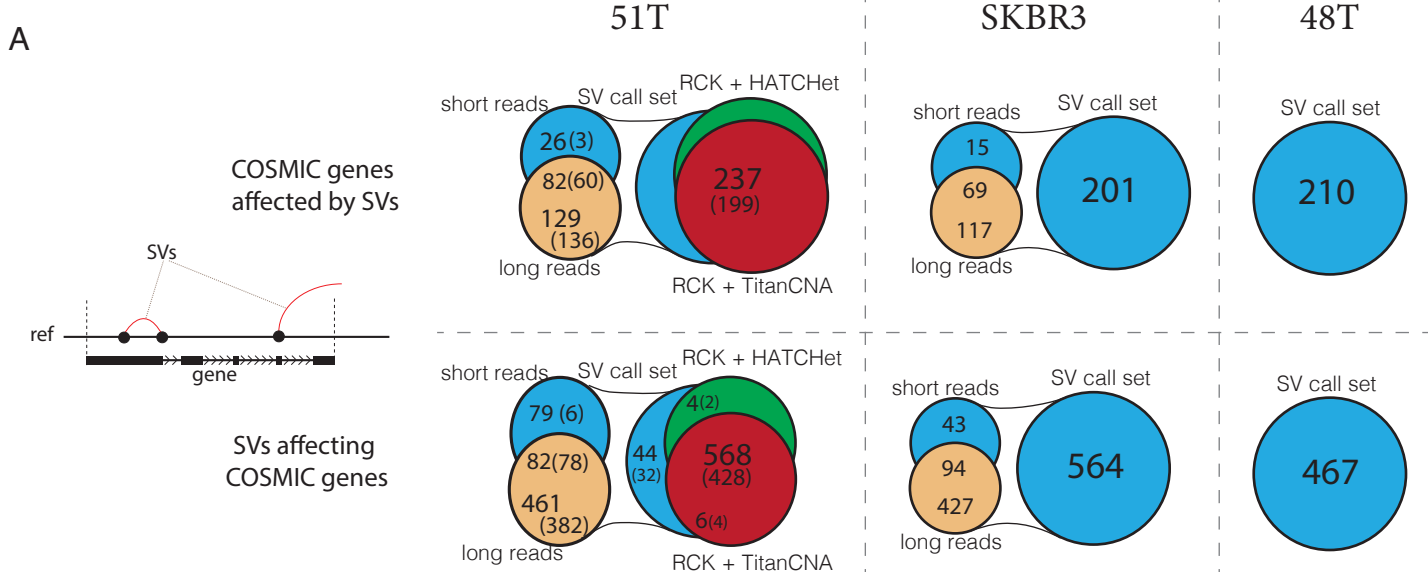 A
51T
SKBR3
48T
COSMIC genes
affected by SVs
short reads
SV call set
RCK + HATCHet
26(3)
82(60)
129
(136)
237
(199)
long reads
RCK + TitanCNA
short reads
SV call set
15
69
117
201
long reads
SV call set
210
SVs
ref
gene
SVs affecting
COSMIC genes
short reads
SV call set
RCK + HATCHet
79 (6)
82(78)
461
(382)
44
(32)
4(2)
568
(428)
6(4)
long reads
RCK + TitanCNA
short reads
SV call set
43
94
427
564
long reads
SV call set
467